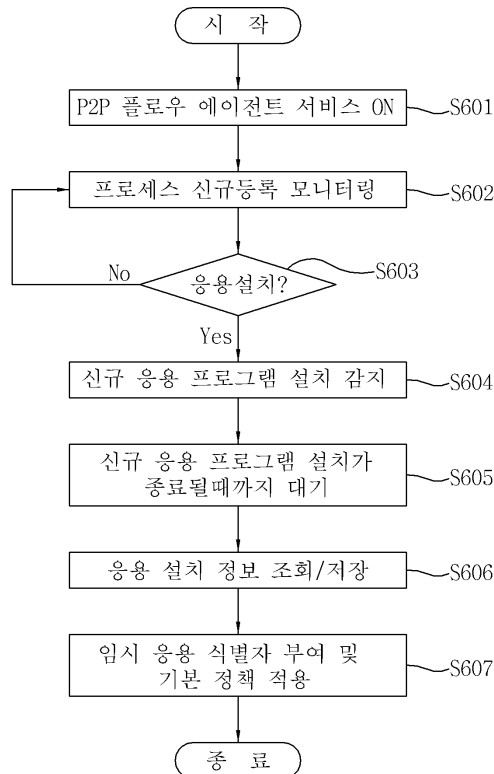 시 작
P2P 플로우 에이전트 서비스 ON
S601
프로세스 신규등록 모니터링
S602
응용설치?
S603
No
Yes
신규 응용 프로그램 설치 감지
S604
신규 응용 프로그램 설치가
종료될때까지 대기
S605
응용 설치 정보 조회/저장
S606
임시 응용 식별자 부여 및
기본 정책 적용
S607
종 료